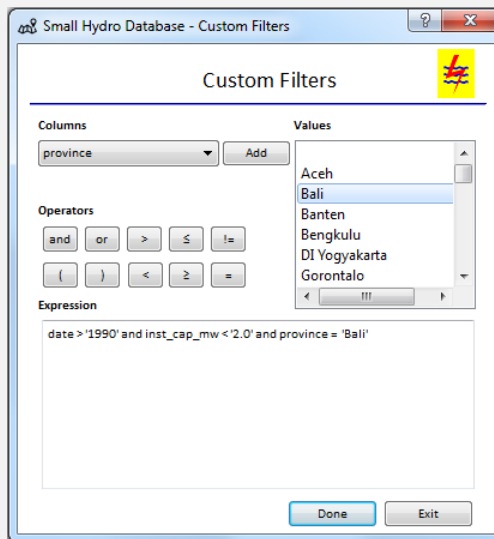 Small Hydro Database - Custom Filters
?
Custom Filters
Columns
Values
province
Add
Aceh
Bali
Banten
Bengkulu
DI Yogyakarta
Gorontalo
Operators
and or > ≤ !=
( ) < ≥ =
Expression
date > '1990' and inst_cap_mw < '2.0' and province = 'Bali'
Done
Exit